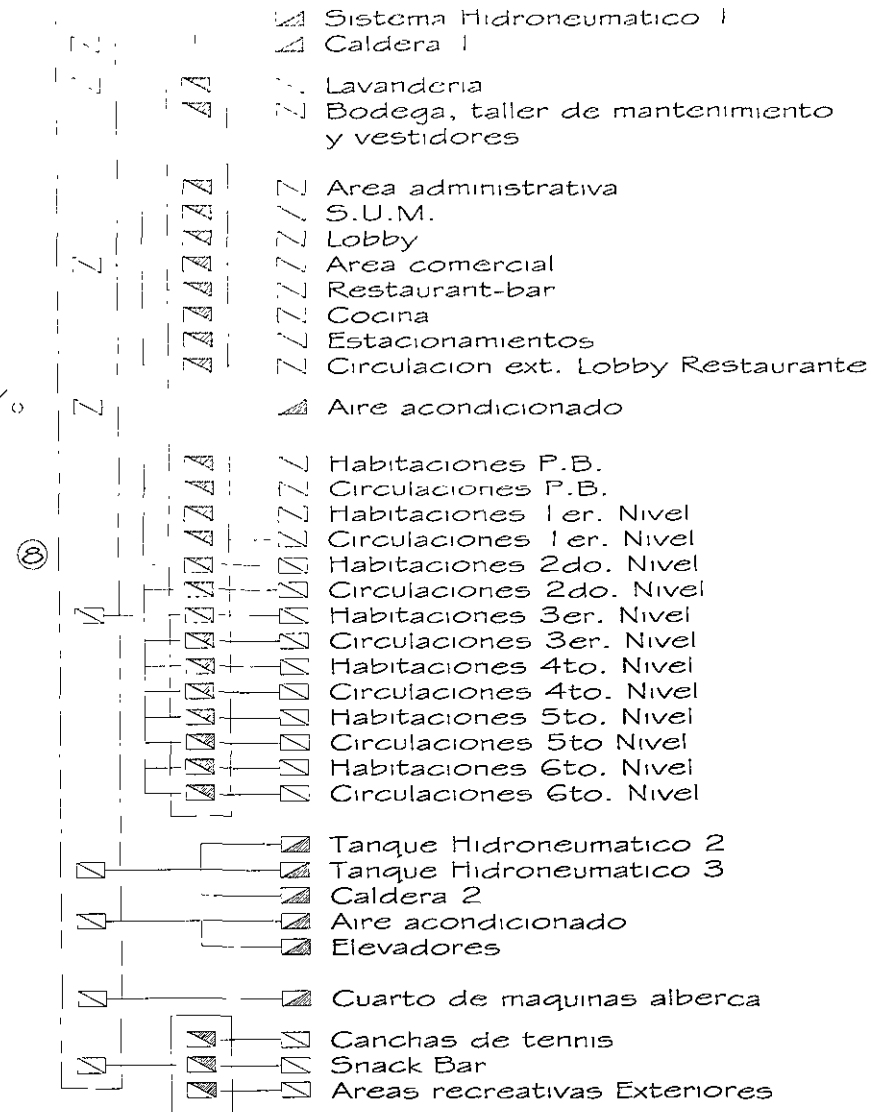 Sistema Hidroneumatico 1
Caldera 1
Lavanderia
Bodega, taller de mantenimiento
y vestidores
Area administrativa
S.U.M.
Lobby
Area comercial
Restaurant-bar
Cocina
Estacionamientos
Circulacion ext. Lobby Restaurante
Aire acondicionado
Habitaciones P.B.
Circulaciones P.B.
Habitaciones 1er. Nivel
Circulaciones 1er. Nivel
8
Habitaciones 2do. Nivel
Circulaciones 2do. Nivel
Habitaciones 3er. Nivel
Circulaciones 3er. Nivel
Habitaciones 4to. Nivel
Circulaciones 4to. Nivel
Habitaciones 5to. Nivel
Circulaciones 5to Nivel
Habitaciones 6to. Nivel
Circulaciones 6to. Nivel
Tanque Hidroneumatico 2
Tanque Hidroneumatico 3
Caldera 2
Aire acondicionado
Elevadores
Cuarto de maquinas alberca
Canchas de tennis
Snack Bar
Areas recreativas Exteriores